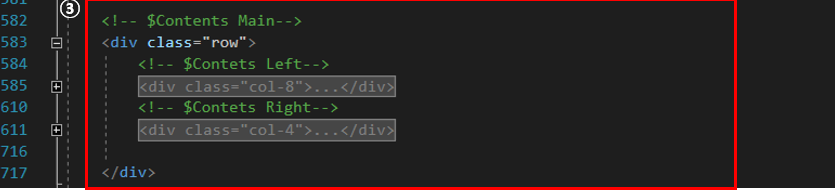 581
③
582 <!-- $Contents Main-->
583 <div class="row">
584 <!-- $Contets Left-->
585 <div class="col-8">...</div>
610 <!-- $Contets Right-->
611 <div class="col-4">...</div>
716
717 </div>